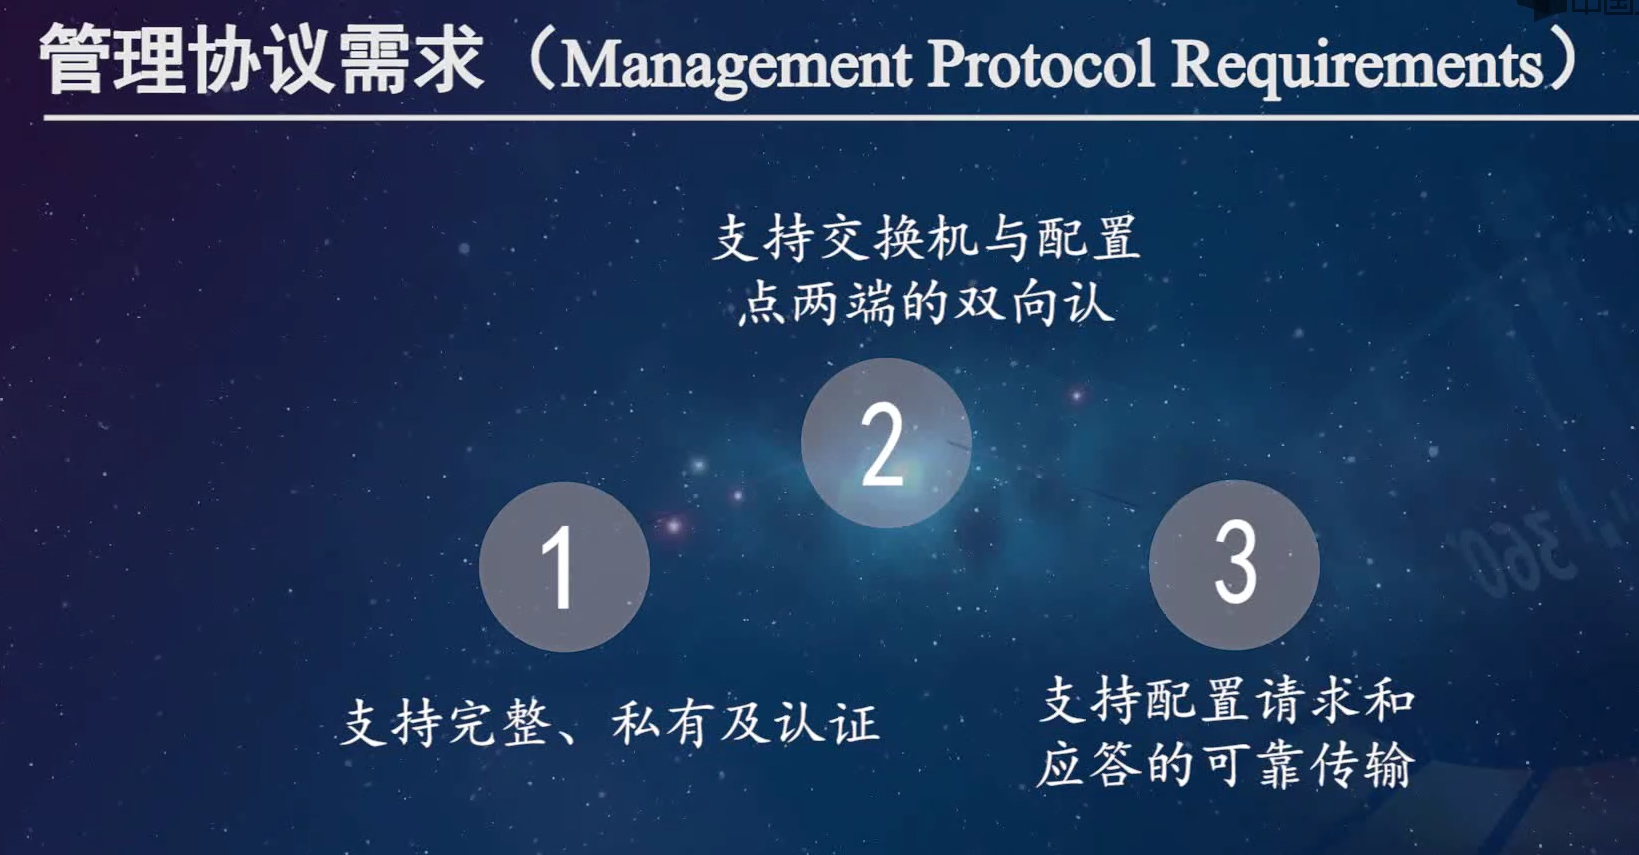 管理协议需求（Management Protocol Requirements）
支持交换机与配置
点两端的双向认
2
1
3
支持完整、私有及认证
支持配置请求和
应答的可靠传输
360°